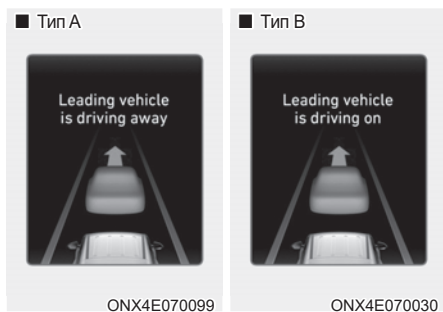 ■ Тип A
Leading vehicle
is driving away
ONX4E070099
■ Тип B
Leading vehicle
is driving on
ONX4E070030